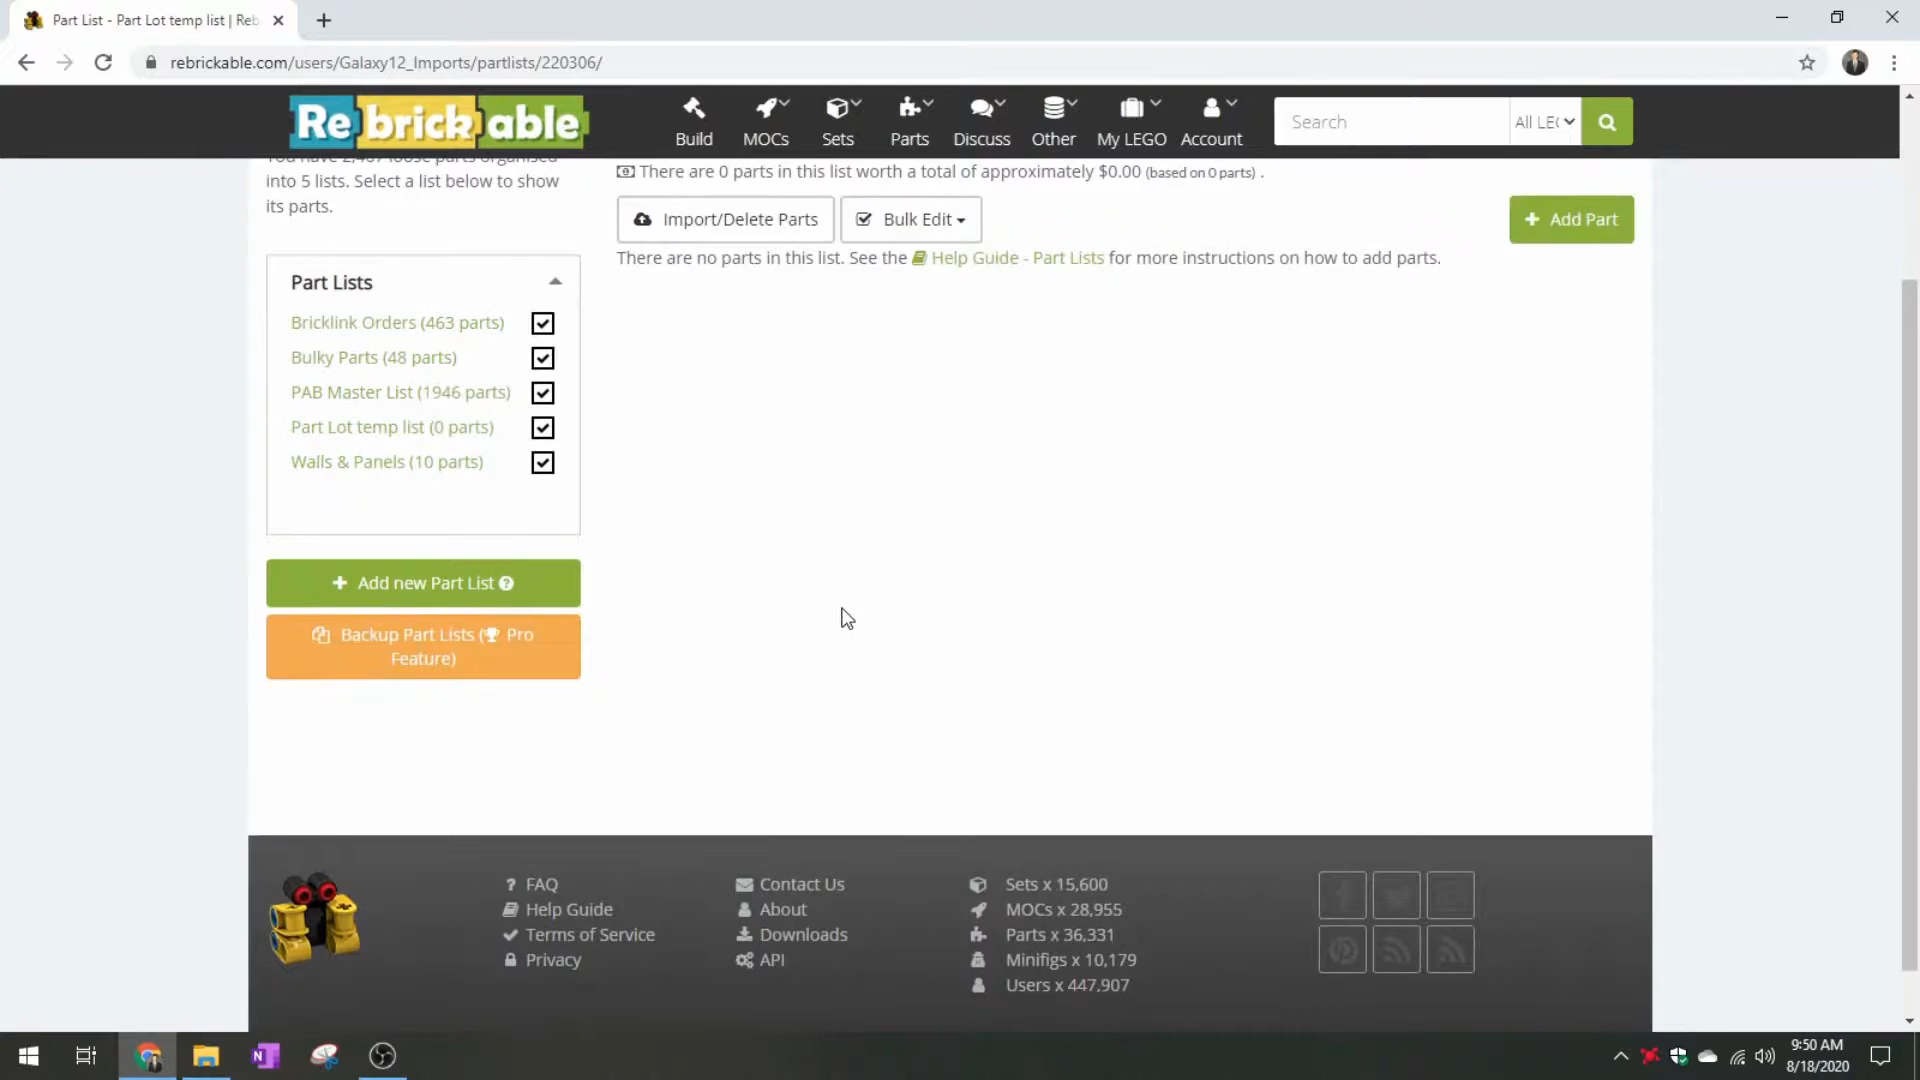 Part List - Part Lot temp list | Reb
rebrickable.com/users/Galaxy12_Imports/partlists/220306/
Rebrickable
Build
MOCs
Sets
Parts
Discuss
Other
My LEGO
Account
Search
All LE(
You have 2,467 loose parts organised
into 5 lists. Select a list below to show
its parts.
There are 0 parts in this list worth a total of approximately $0.00 (based on 0 parts) .
Import/Delete Parts
Bulk Edit
Add Part
There are no parts in this list. See the Help Guide - Part Lists for more instructions on how to add parts.
Part Lists
Bricklink Orders (463 parts)
Bulky Parts (48 parts)
PAB Master List (1946 parts)
Part Lot temp list (0 parts)
Walls & Panels (10 parts)
Add new Part List
Backup Part Lists ( Pro
Feature)
FAQ
Help Guide
Terms of Service
Privacy
Contact Us
About
Downloads
API
Sets x 15,600
MOCs x 28,955
Parts x 36,331
Minifigs x 10,179
Users x 447,907
9:50 AM
8/18/2020